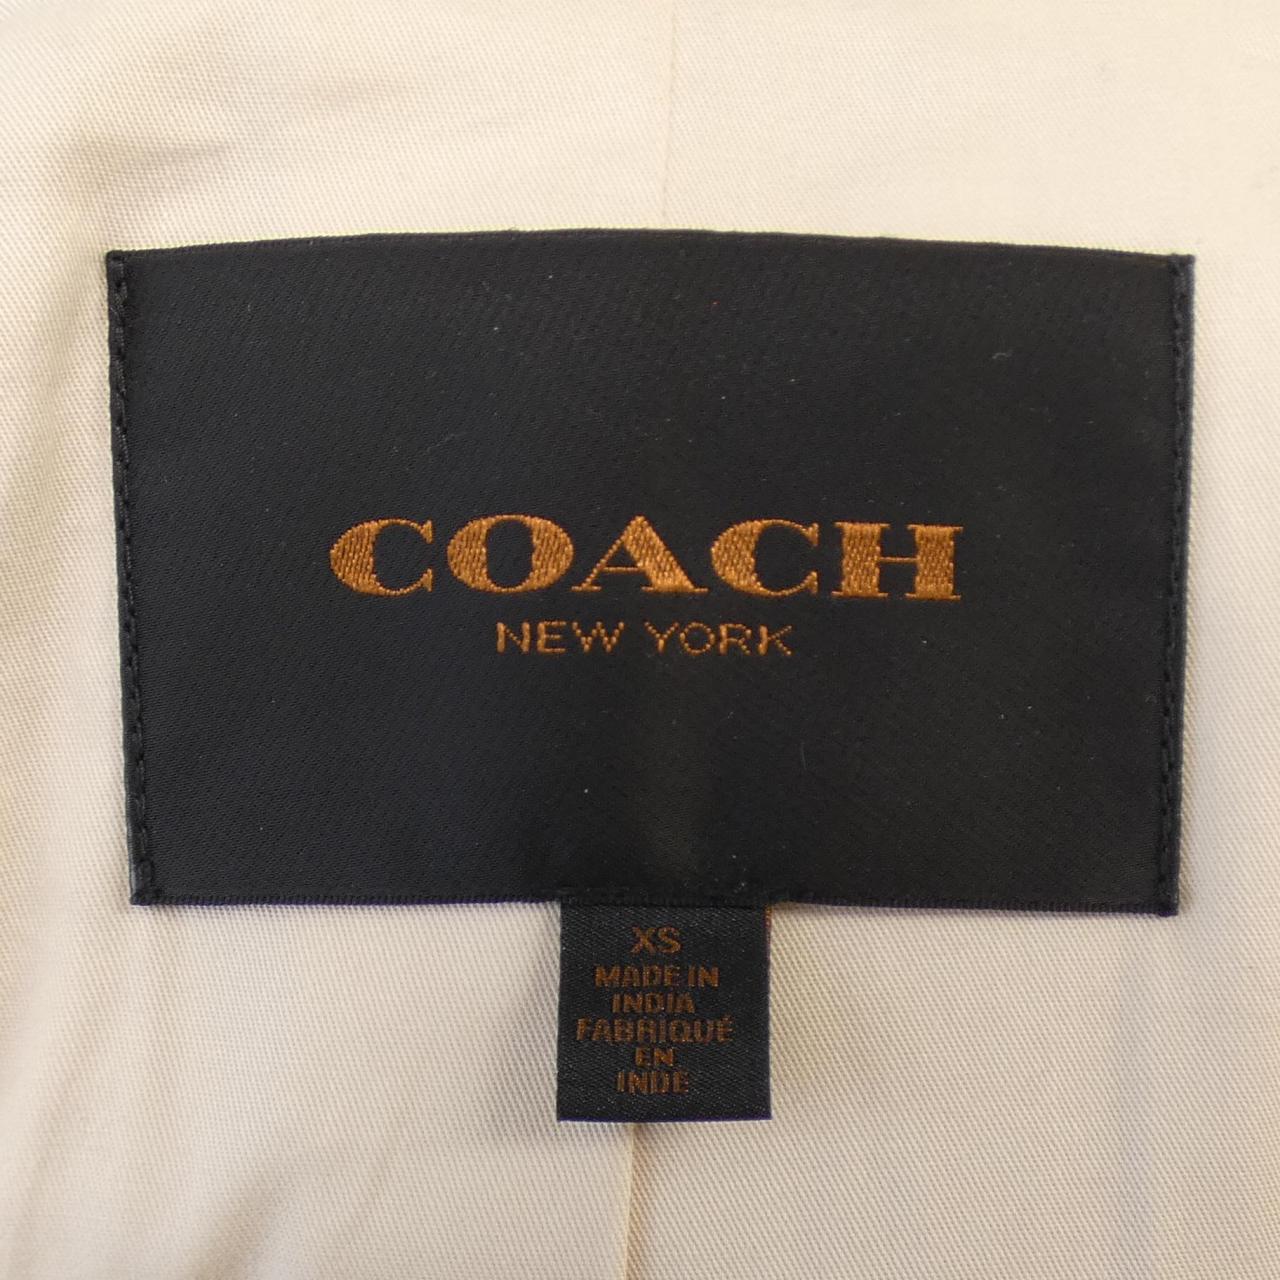 COACH
NEW YORK
XS
MADE IN
INDIA
FABRIQUÉ
EN
INDE